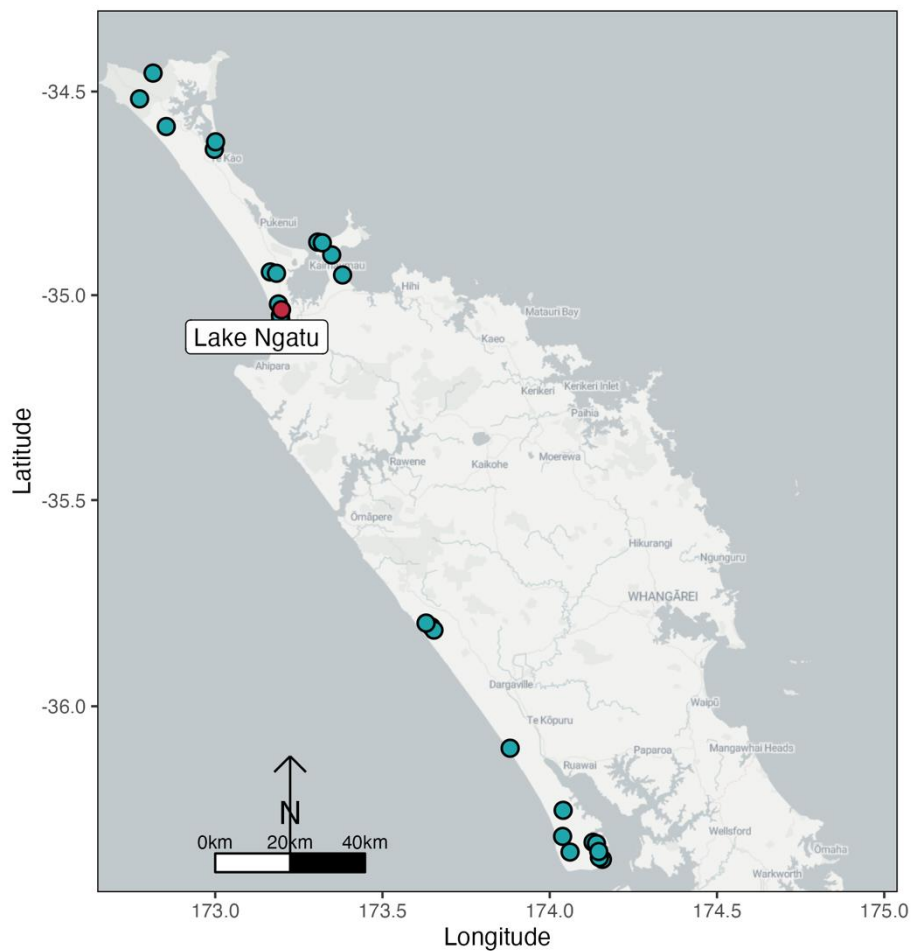 -34.5
Te Kao
Pukenui
-35.0
Hihi
Matauri Bay
Lake Ngatu
Kaeo
Ahipara
Kerikeri
Kerikeri Inlet
Paihia
Rawene
Kaikohe
Moerewa
Latitude
-35.5
Ōmāpere
Hikurangi
Ngunguru
WHANGĀREI
Dargaville
-36.0
Te Kōpuru
Waipū
Paparoa
Mangawhai Heads
Ruawai
N
0km
20km
40km
Wellsford
Ōmaha
Warkworth
173.0
173.5
174.0
174.5
175.0
Longitude